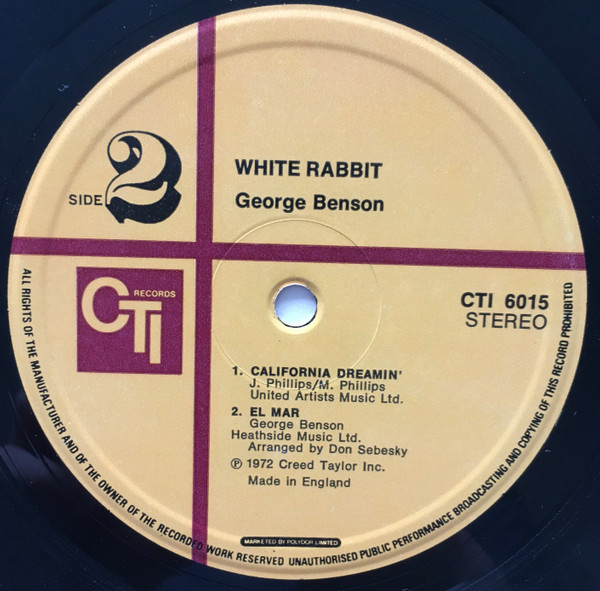 WHITE RABBIT
SIDE 2
George Benson
CTI RECORDS
CTI 6015
STEREO
1. CALIFORNIA DREAMIN'
J. Phillips/M. Phillips
United Artists Music Ltd.
2. EL MAR
George Benson
Heathside Music Ltd.
Arranged by Don Sebesky
℗ 1972 Creed Taylor Inc.
Made in England
MARKETED BY POLYDOR LIMITED
ALL RIGHTS OF THE MANUFACTURER AND OF THE OWNER OF THE RECORDED WORK RESERVED UNAUTHORISED PUBLIC PERFORMANCE BROADCASTING AND COPYING OF THIS RECORD PROHIBITED